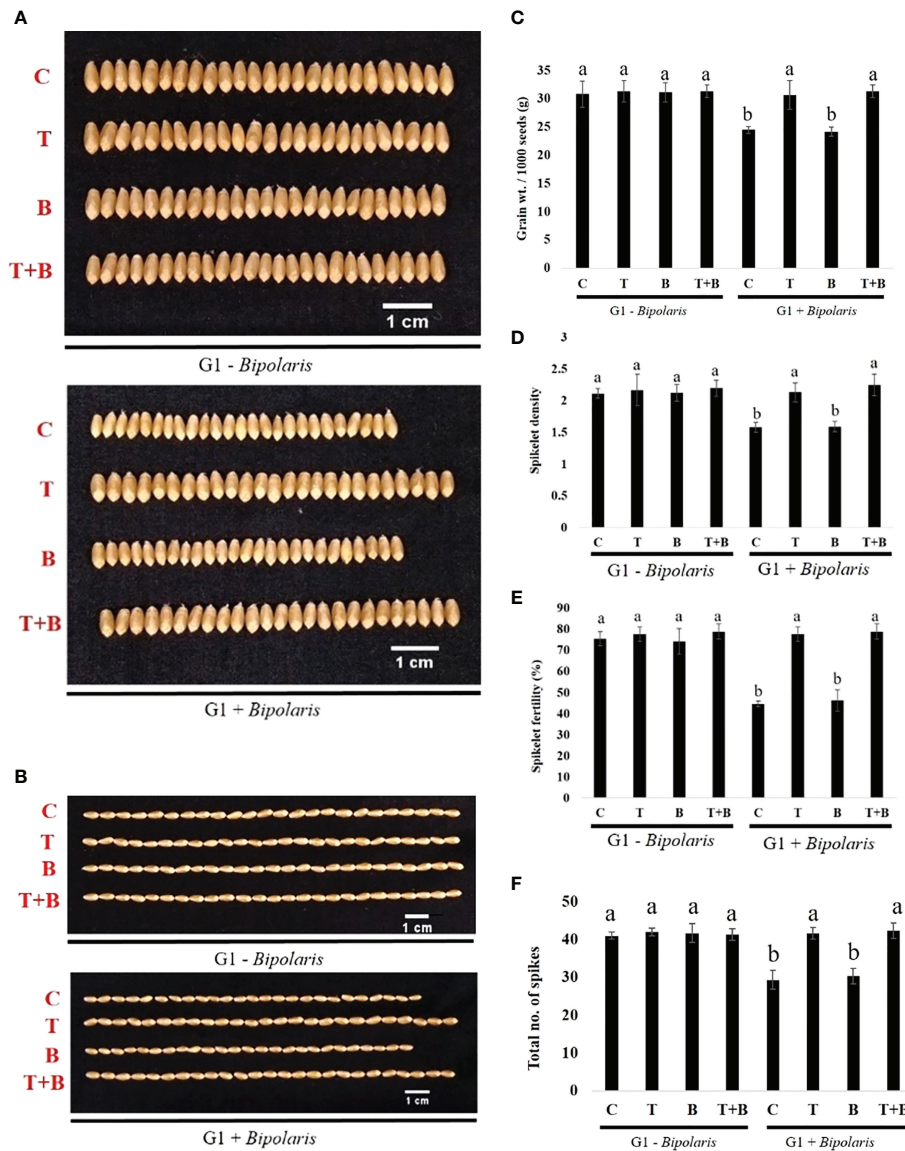 A
C
T
B
T+B
1 cm
G1 - Bipolaris
C
T
B
T+B
1 cm
G1 + Bipolaris
B
C
T
B
T+B
1 cm
G1 - Bipolaris
C
T
B
T+B
1 cm
G1 + Bipolaris
C
Grain wt. / 1000 seeds (g)
35
30
25
20
15
10
5
0
a a a a b a b a
C T B T+B C T B T+B
G1 - Bipolaris G1 + Bipolaris
D
Spikelet density
2.5
2
1.5
1
0.5
0
a a a a b a b a
C T B T+B C T B T+B
G1 - Bipolaris G1 + Bipolaris
E
Spikelet fertility (%)
90
80
70
60
50
40
30
20
10
0
a a a a b a b a
C T B T+B C T B T+B
G1 - Bipolaris G1 + Bipolaris
F
Total no. of spikes
50
40
30
20
10
0
a a a a b a b a
C T B T+B C T B T+B
G1 - Bipolaris G1 + Bipolaris